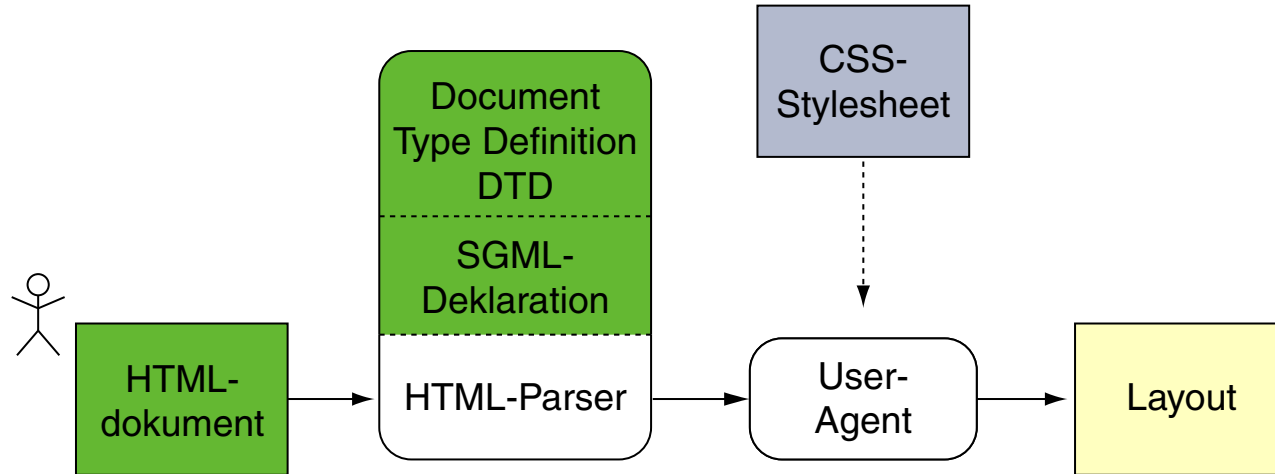 CSS-
Stylesheet
Document
Type Definition
DTD
SGML-
Deklaration
HTML-
dokument
HTML-Parser
User-
Agent
Layout